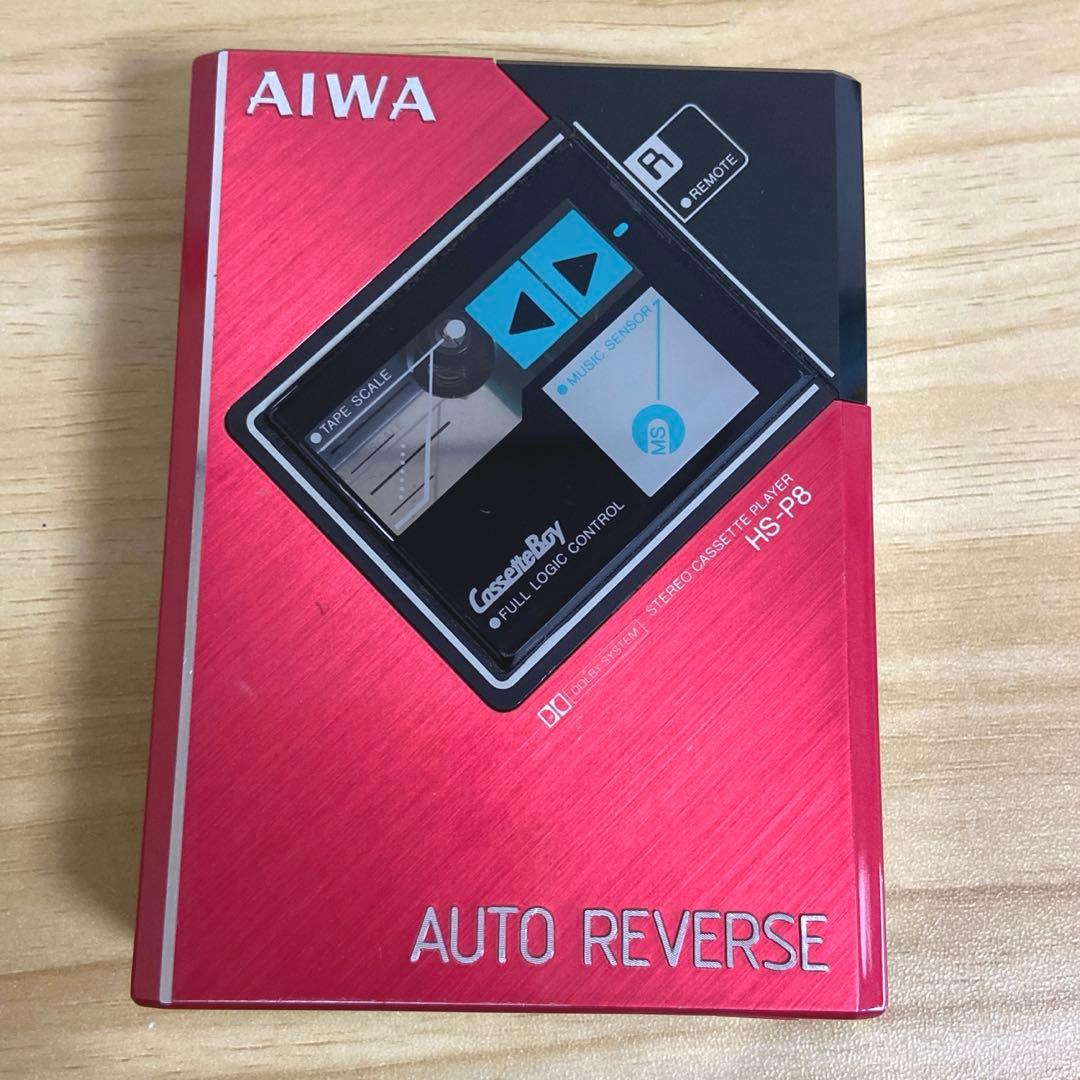 AIWA
R
● REMOTE
● TAPE SCALE
● MUSIC SENSOR
MS
CassetteBoy
● FULL LOGIC CONTROL
DOLBY SYSTEM
STEREO CASSETTE PLAYER
HS-P8
AUTO REVERSE